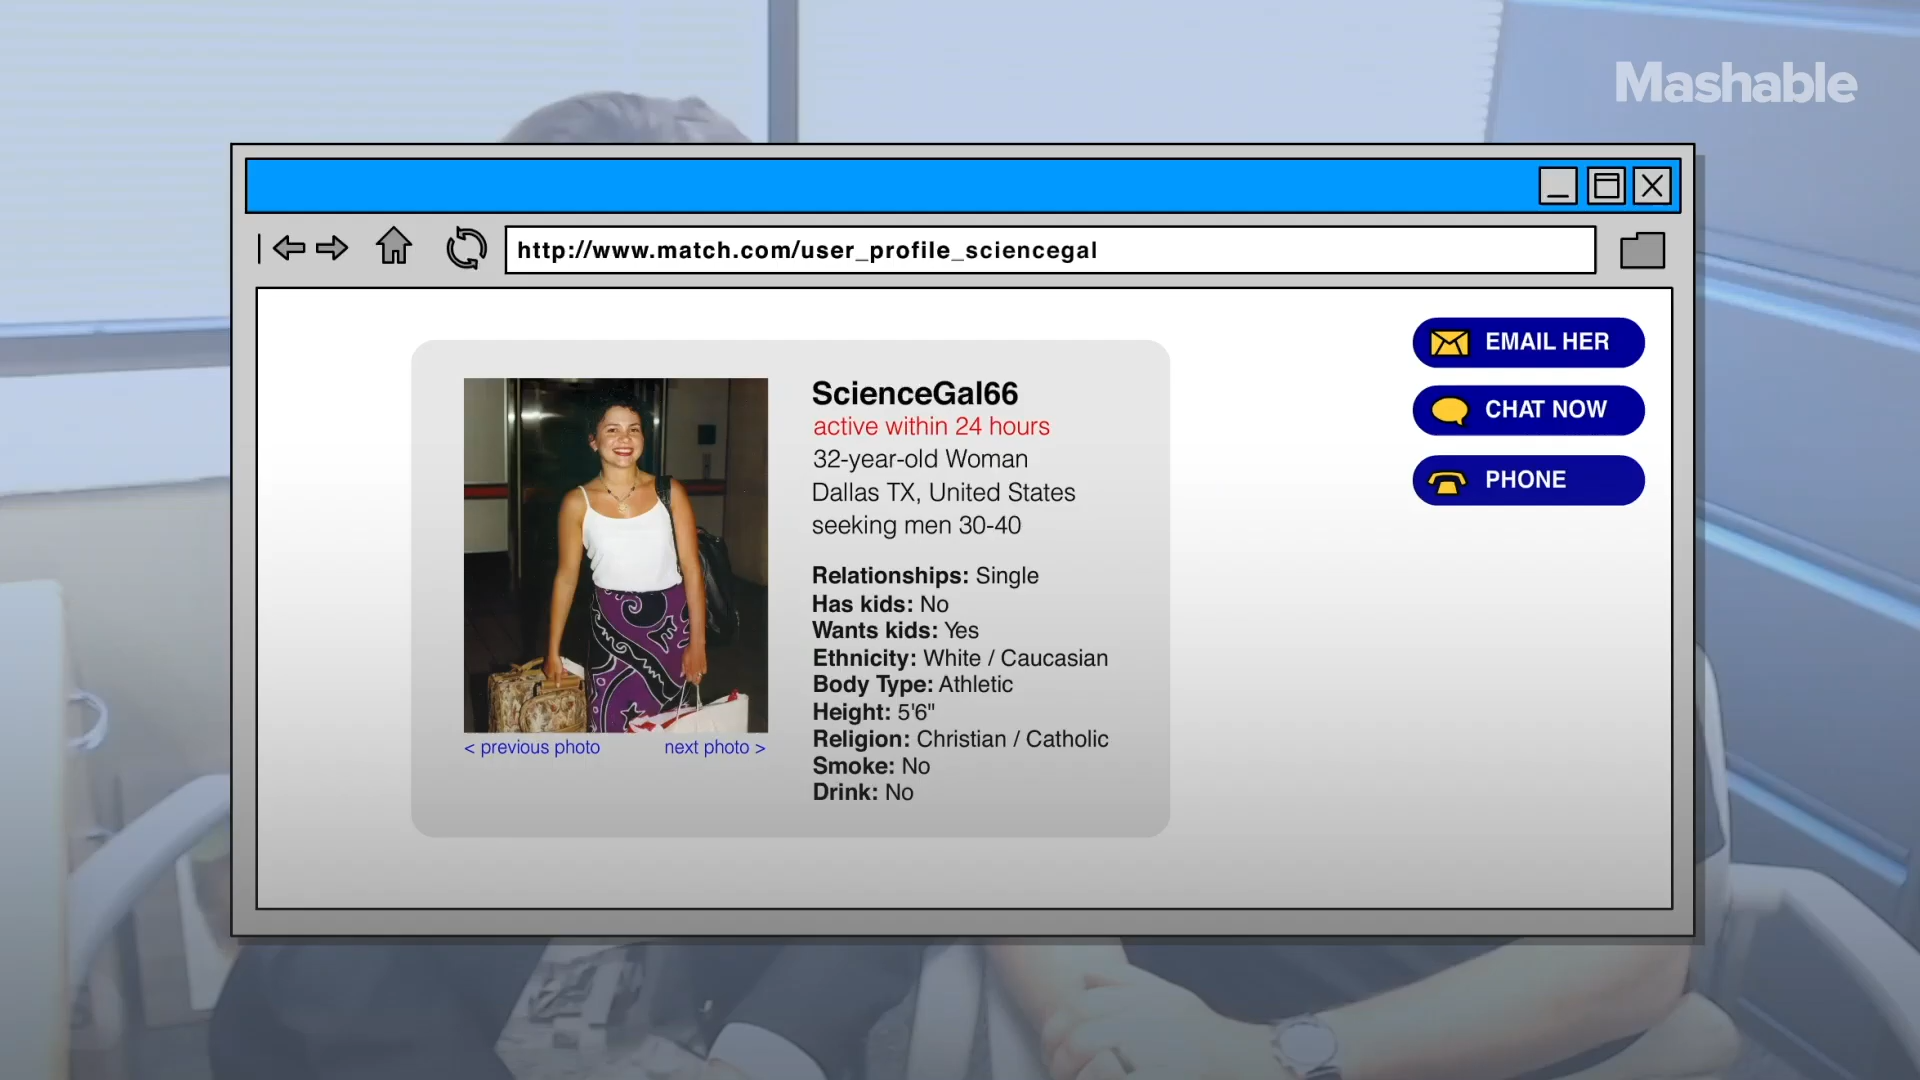 Mashable
http://www.match.com/user_profile_sciencegal
EMAIL HER
CHAT NOW
PHONE
ScienceGal66
active within 24 hours
32-year-old Woman
Dallas TX, United States
seeking men 30-40
Relationships: Single
Has kids: No
Wants kids: Yes
Ethnicity: White / Caucasian
Body Type: Athletic
Height: 5'6"
Religion: Christian / Catholic
Smoke: No
Drink: No
< previous photo
next photo >